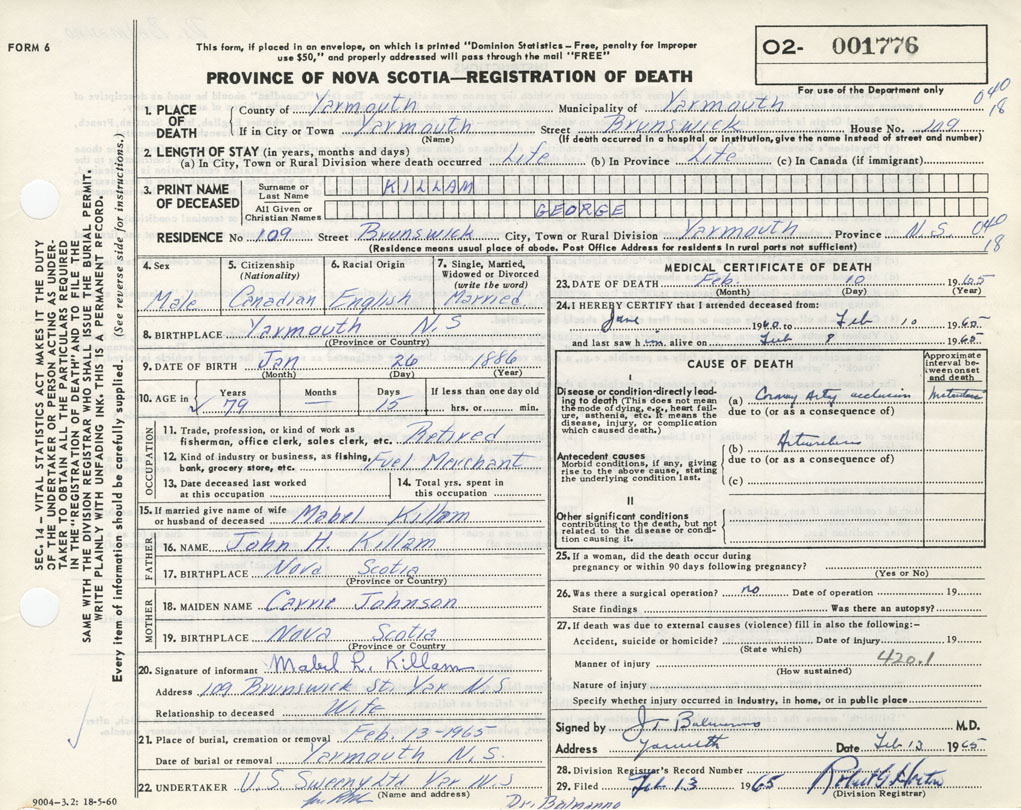 FORM 6
This form, if placed in an envelope, on which is printed "Dominion Statistics – Free, penalty for improper
use $50," and properly addressed will pass through the mail "FREE"
O2- 001776
PROVINCE OF NOVA SCOTIA—REGISTRATION OF DEATH
For use of the Department only
1. PLACE OF DEATH
County of Yarmouth Municipality of Yarmouth 040
If in City or Town Yarmouth Street Brunswick House No. 109 18
(Name) (If death occurred in hospital or institution, give the name instead of street and number)
2. LENGTH OF STAY (in years, months and days)
(a) In City, Town or Rural Division where death occurred Life (b) In Province Life (c) In Canada (if immigrant)
3. PRINT NAME OF DECEASED
Surname or Last Name KILLAM
All Given or Christian Names GEORGE
RESIDENCE No 109 Street Brunswick City, Town or Rural Division Yarmouth Province N.S 040
18
(Residence means usual place of abode. Post Office Address for residents in rural parts not sufficient)
4. Sex Male
5. Citizenship (Nationality) Canadian
6. Racial Origin English
7. Single, Married, Widowed or Divorced (write the word) Married
8. BIRTHPLACE Yarmouth N.S
(Province or Country)
9. DATE OF BIRTH Jan 26 1886
(Month) (Day) (Year)
10. AGE in Years 79 Months — Days 15 If less than one day old hrs. or min.
OCCUPATION
11. Trade, profession, or kind of work as
fisherman, office clerk, sales clerk, etc. Retired
12. Kind of industry or business, as fishing,
bank, grocery store, etc. Fuel Merchant
13. Date deceased last worked
at this occupation
14. Total yrs. spent in
this occupation
15. If married give name of wife
or husband of deceased Mabel Killam
FATHER
16. NAME John H. Killam
17. BIRTHPLACE Nova Scotia
(Province or Country)
MOTHER
18. MAIDEN NAME Carrie Johnson
19. BIRTHPLACE Nova Scotia
(Province or Country)
20. Signature of informant Mabel R. Killam
Address 109 Brunswick St. Yar N.S
Relationship to deceased Wife
21. Place of burial, cremation or removal Feb. 13-1965
Date of burial or removal Yarmouth N.S.
22. UNDERTAKER U.S Sweeny Ltd Yar N.S
(Name and address)
9004-3.2: 18-5-60
MEDICAL CERTIFICATE OF DEATH
23. DATE OF DEATH Feb. 10 1965
(Month) (Day) (Year)
24. I HEREBY CERTIFY that I attended deceased from:
1960 to Feb 10 1965
and last saw him alive on Feb 8 1965
CAUSE OF DEATH
Approximate interval between onset and death
I
Disease or condition directly leading to death (This does not mean the mode of dying, e.g., heart failure, asthenia, etc. It means the disease, injury, or complication which caused death.)
(a) occlusion
due to (or as a consequence of)
Antecedent causes
Morbid conditions, if any, giving rise to the above cause, stating the underlying condition last.
(b)
due to (or as a consequence of)
(c)
II
Other significant conditions
contributing to the death, but not related to the disease or condition causing it.
25. If a woman, did the death occur during
pregnancy or within 90 days following pregnancy?
(Yes or No)
26. Was there a surgical operation? no Date of operation 19
State findings Was there an autopsy?
27. If death was due to external causes (violence) fill in also the following:–
Accident, suicide or homicide? Date of injury 19
(State which)
Manner of injury 420.1
(How sustained)
Nature of injury
Specify whether injury occurred in industry, in home, or in public place
Signed by J T Balmanno M.D.
Address Yarmouth Date Feb 13 1965
28. Division Registrar's Record Number
29. Filed Feb 13 1965 Robert G. Horton
(Division Registrar)
Dr. Balmanno
SEC. 14 – VITAL STATISTICS ACT MAKES IT THE DUTY
OF THE UNDERTAKER OR PERSON ACTING AS UNDER-
TAKER TO OBTAIN ALL THE PARTICULARS REQUIRED
IN THE "REGISTRATION OF DEATH" AND TO FILE THE
SAME WITH THE DIVISION REGISTRAR WHO SHALL ISSUE THE BURIAL PERMIT.
WRITE PLAINLY WITH UNFADING INK. THIS IS A PERMANENT RECORD.
Every item of information should be carefully supplied. (See reverse side for instructions.)